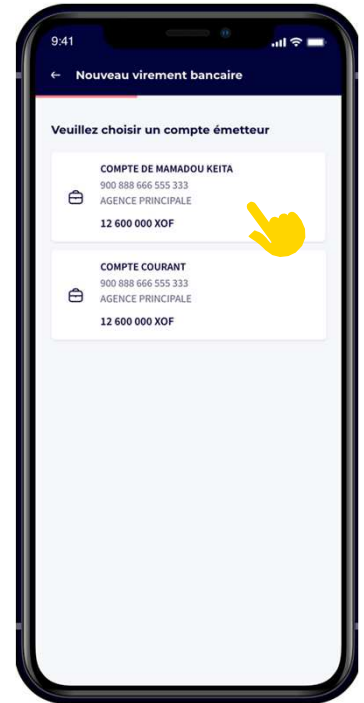 9:41
← Nouveau virement bancaire
Veuillez choisir un compte émetteur
COMPTE DE MAMADOU KEITA
900 888 666 555 333
AGENCE PRINCIPALE
12 600 000 XOF
COMPTE COURANT
900 888 666 555 333
AGENCE PRINCIPALE
12 600 000 XOF